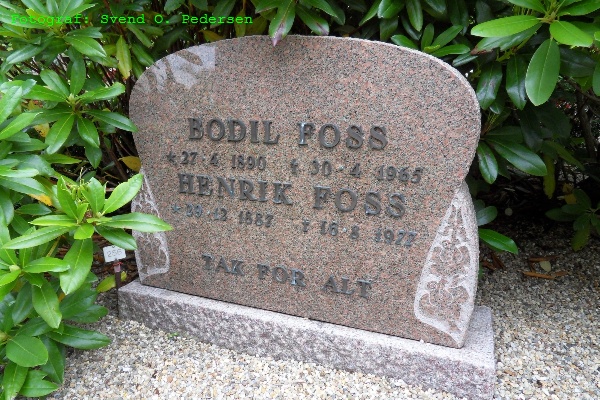 Fotograf: Svend O. Pedersen
BODIL FOSS
*27-4 1890 †30-4 1965
HENRIK FOSS
12 1887 †16-8 1977
TAK FOR ALT